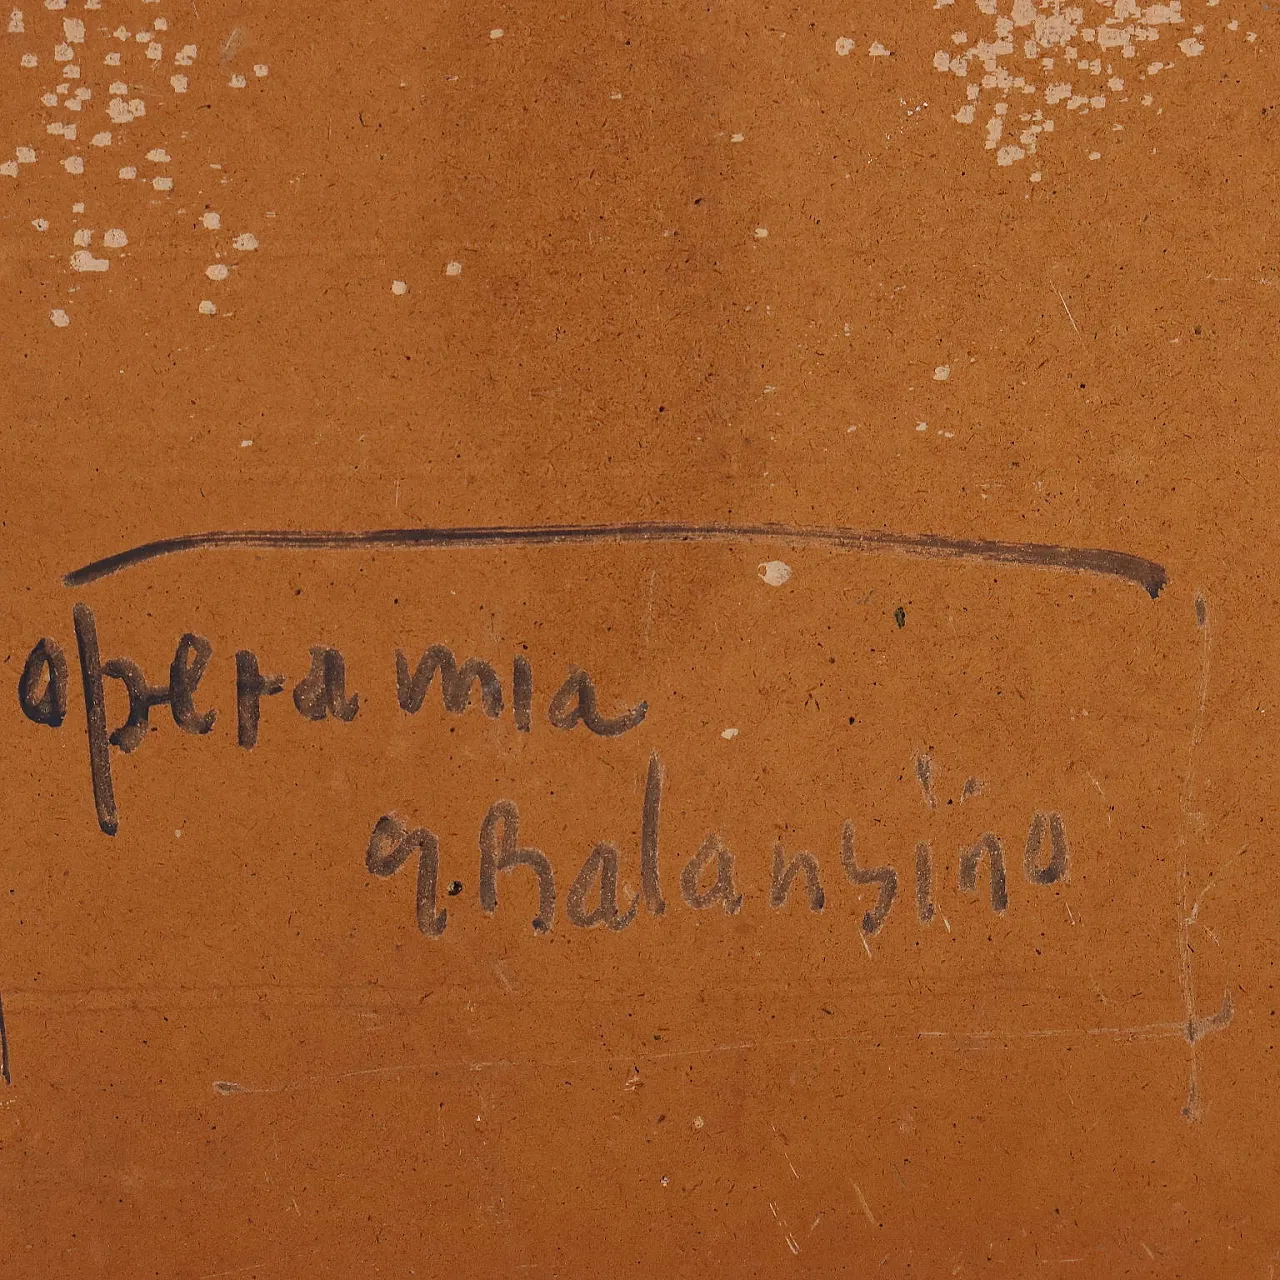 opera mia
G. Balansino